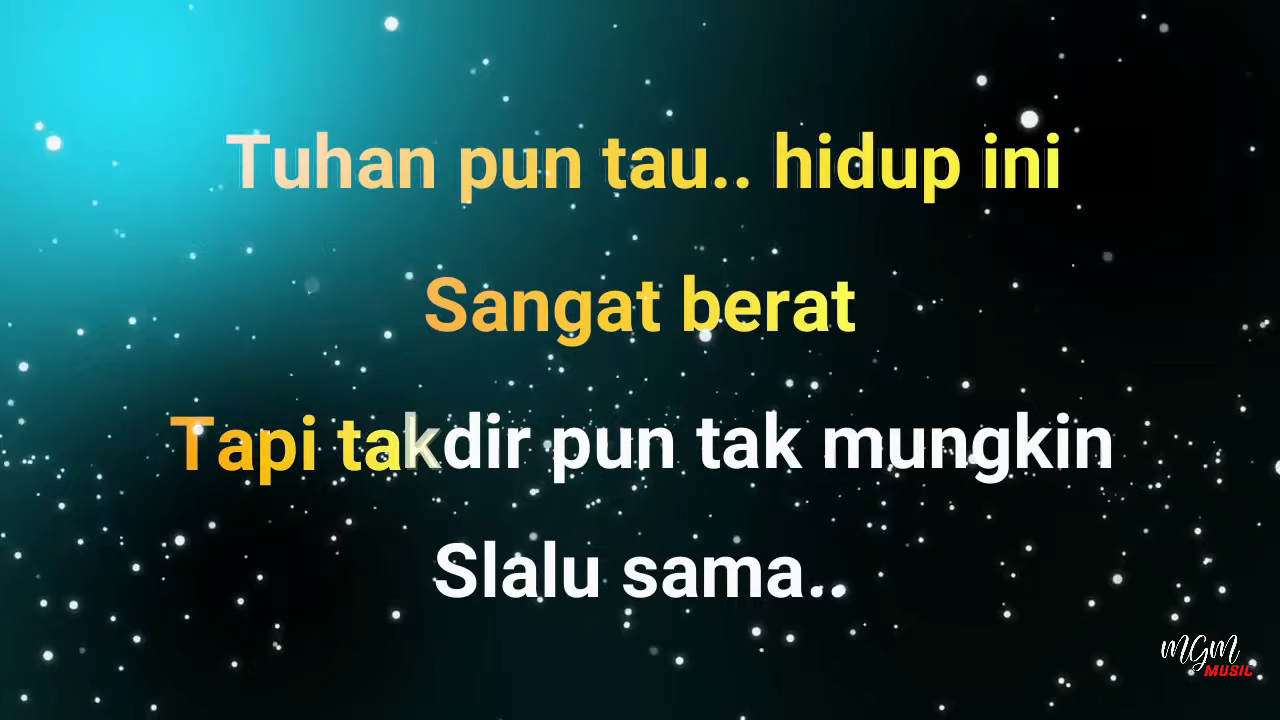 Tuhan pun tau.. hidup ini
Sangat berat
Tapi takdir pun tak mungkin
Slalu sama..
MGM
MUSIC